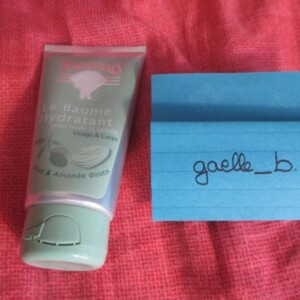 Le Baume
Hydratant
Visage & Corps
& Amande douce
gaelle_b.